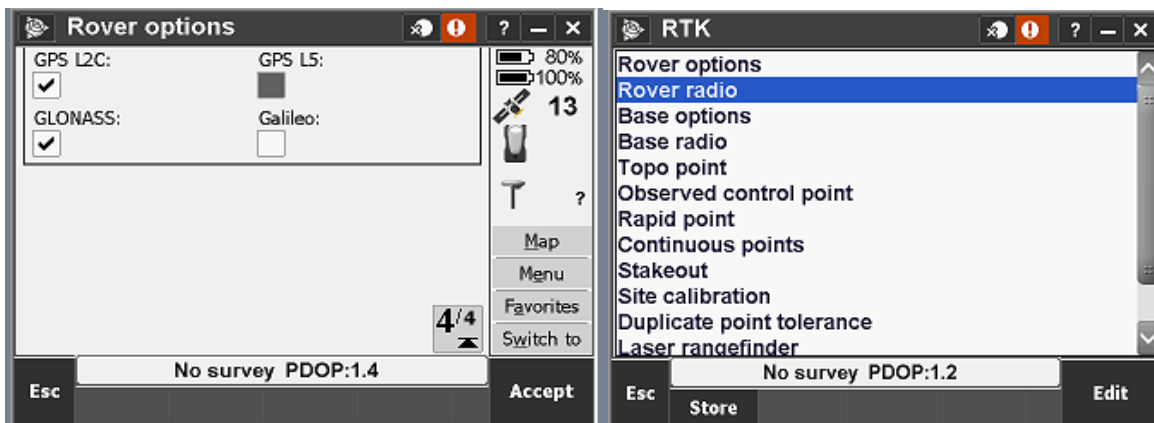 Rover options
?
GPS L2C:
GPS L5:
80%
100%
GLONASS:
Galileo:
13
?
Map
Menu
Favorites
4/4
Switch to
No survey PDOP:1.4
Esc
Accept
RTK
?
Rover options
Rover radio
Base options
Base radio
Topo point
Observed control point
Rapid point
Continuous points
Stakeout
Site calibration
Duplicate point tolerance
Laser rangefinder
No survey PDOP:1.2
Esc
Edit
Store